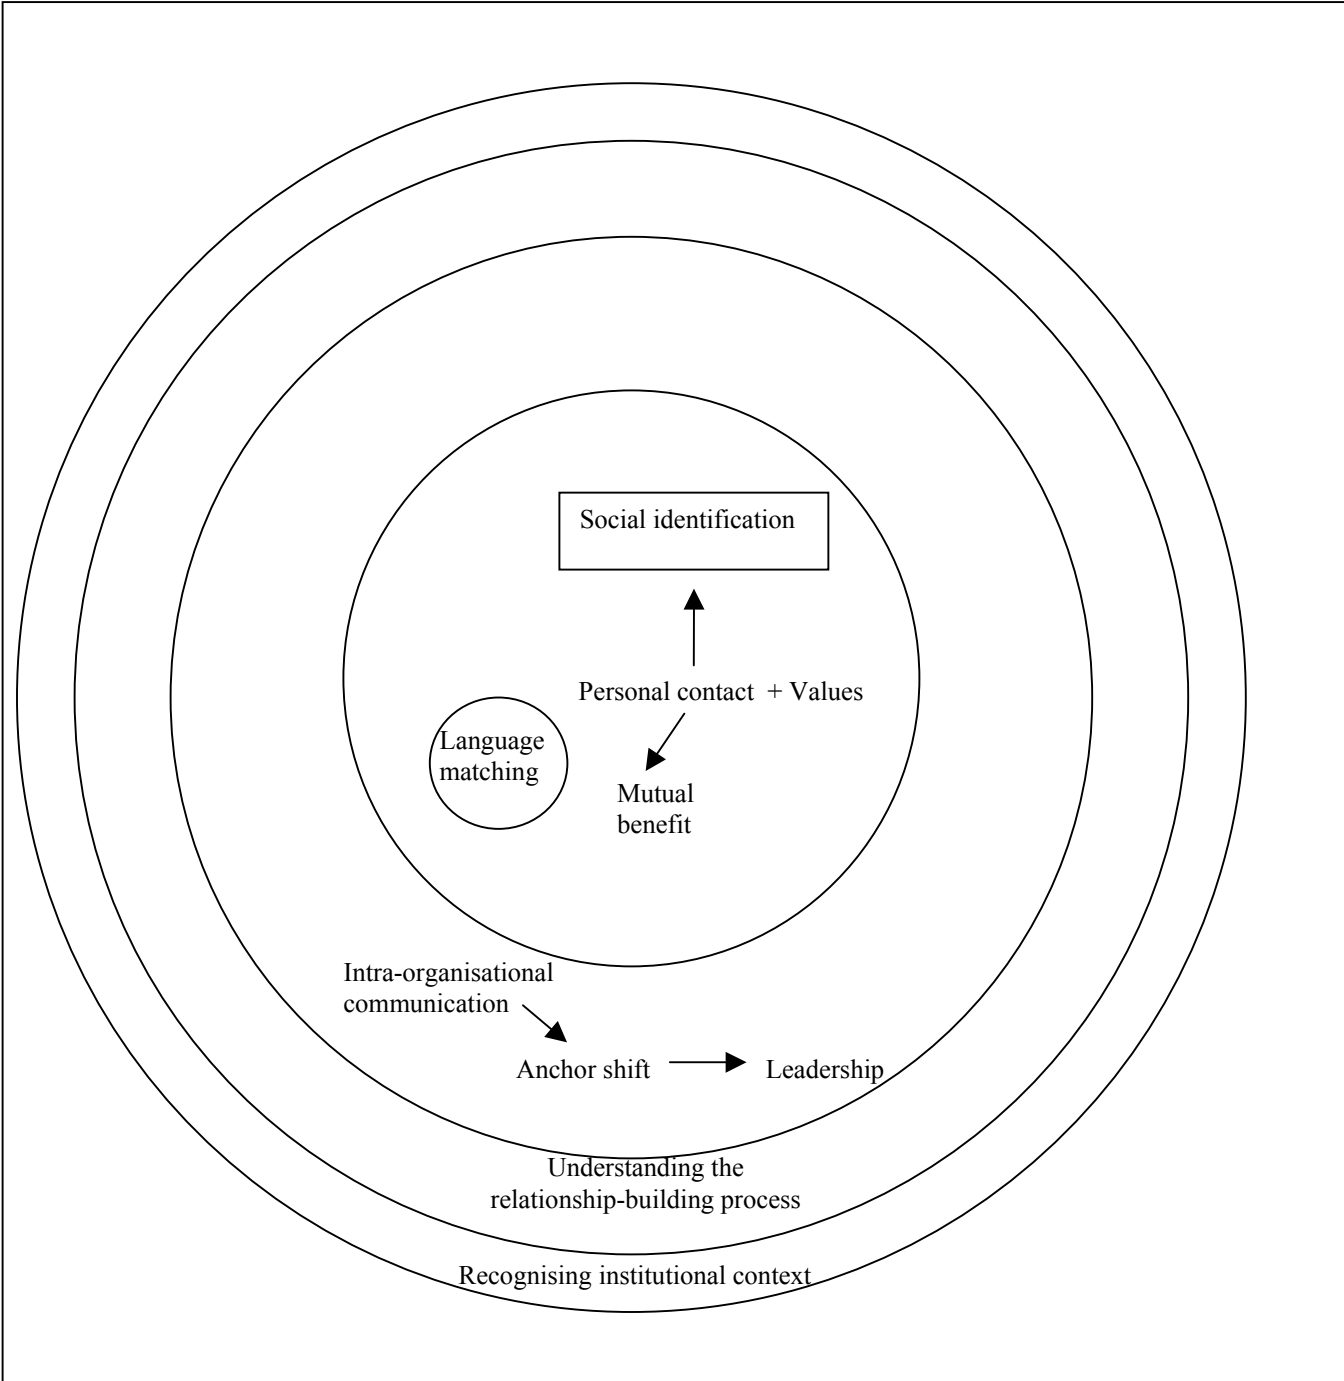 Social identification
Personal contact + Values
Language
matching
Mutual
benefit
Intra-organisational
communication
Anchor shift
Leadership
Understanding the
relationship-building process
Recognising institutional context